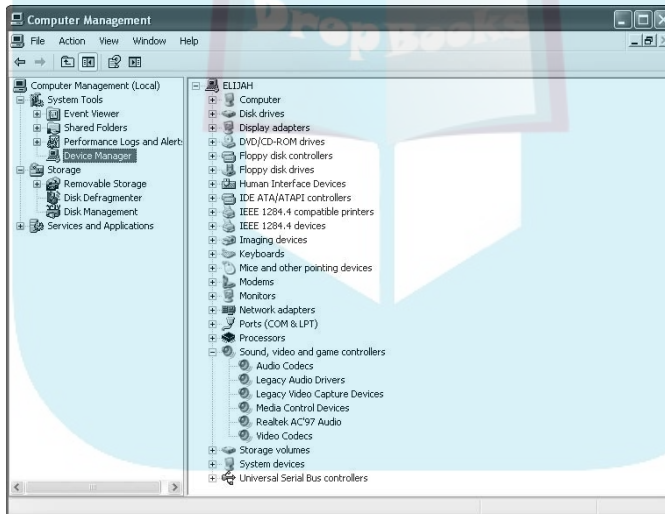 Computer Management
File Action View Window Help
Computer Management (Local)
System Tools
Event Viewer
Shared Folders
Performance Logs and Alert:
Device Manager
Storage
Removable Storage
Disk Defragmenter
Disk Management
Services and Applications
ELIJAH
Computer
Disk drives
Display adapters
DVD/CD-ROM drives
Floppy disk controllers
Floppy disk drives
Human Interface Devices
IDE ATA/ATAPI controllers
IEEE 1284.4 compatible printers
IEEE 1284.4 devices
Imaging devices
Keyboards
Mice and other pointing devices
Modems
Monitors
Network adapters
Ports (COM & LPT)
Processors
Sound, video and game controllers
Audio Codecs
Legacy Audio Drivers
Legacy Video Capture Devices
Media Control Devices
Realtek AC'97 Audio
Video Codecs
Storage volumes
System devices
Universal Serial Bus controllers
DropBooks